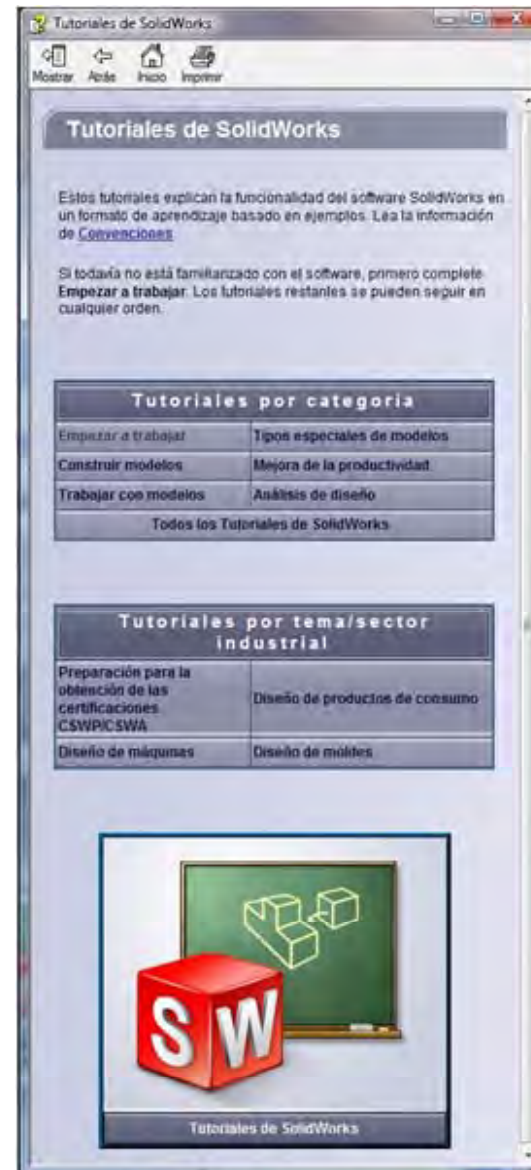 Tutoriales de SolidWorks
Mostrar Atrás Inicio Imprimir
Tutoriales de SolidWorks
Estos tutoriales explican la funcionalidad del software SolidWorks en
un formato de aprendizaje basado en ejemplos. Lea la información
de Convenciones
Si todavía no está familiarizado con el software, primero complete
Empezar a trabajar. Los tutoriales restantes se pueden seguir en
cualquier orden.
Tutoriales por categoría
Empezar a trabajar Tipos especiales de modelos
Construir modelos Mejora de la productividad
Trabajar con modelos Análisis de diseño
Todos los Tutoriales de SolidWorks
Tutoriales por tema/sector
industrial
Preparación para la
obtención de las
certificaciones
CSWP/CSWA
Diseño de productos de consumo
Diseño de máquinas Diseño de moldes
S W
Tutoriales de SolidWorks